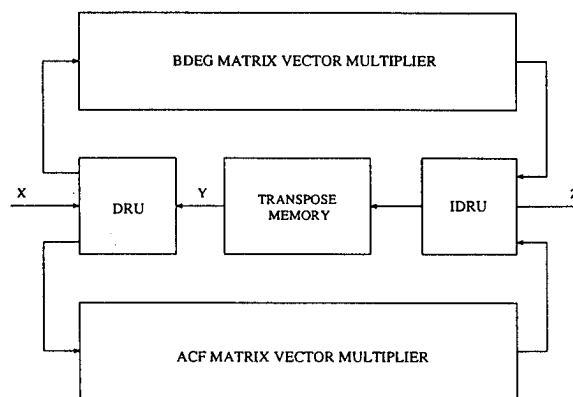 BDEG MATRIX VECTOR MULTIPLIER
X
DRU
Y
TRANSPOSE
MEMORY
IDRU
Z
ACF MATRIX VECTOR MULTIPLIER